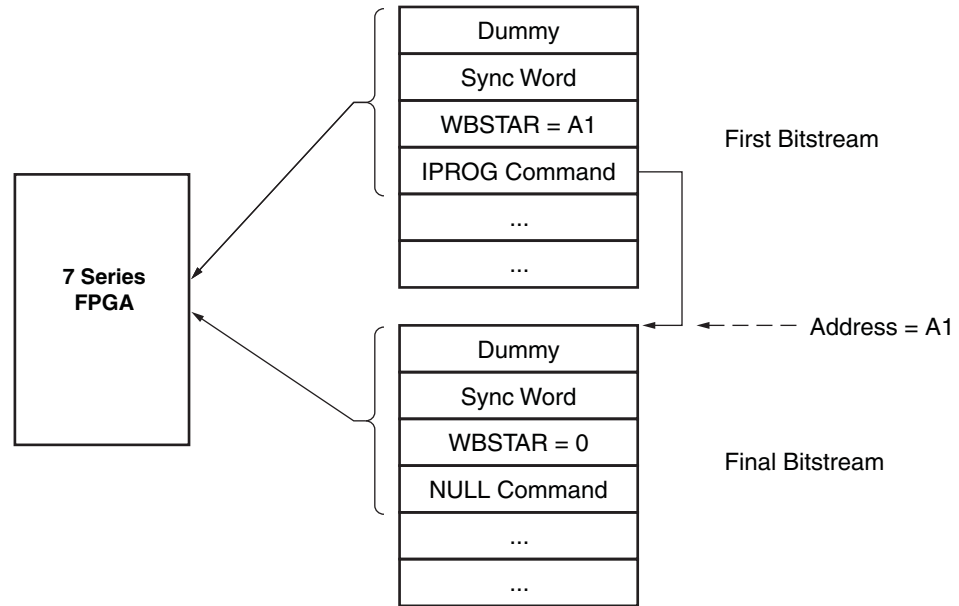 Dummy
Sync Word
WBSTAR = A1
IPROG Command
...
...
First Bitstream
7 Series
FPGA
Address = A1
Dummy
Sync Word
WBSTAR = 0
NULL Command
...
...
Final Bitstream